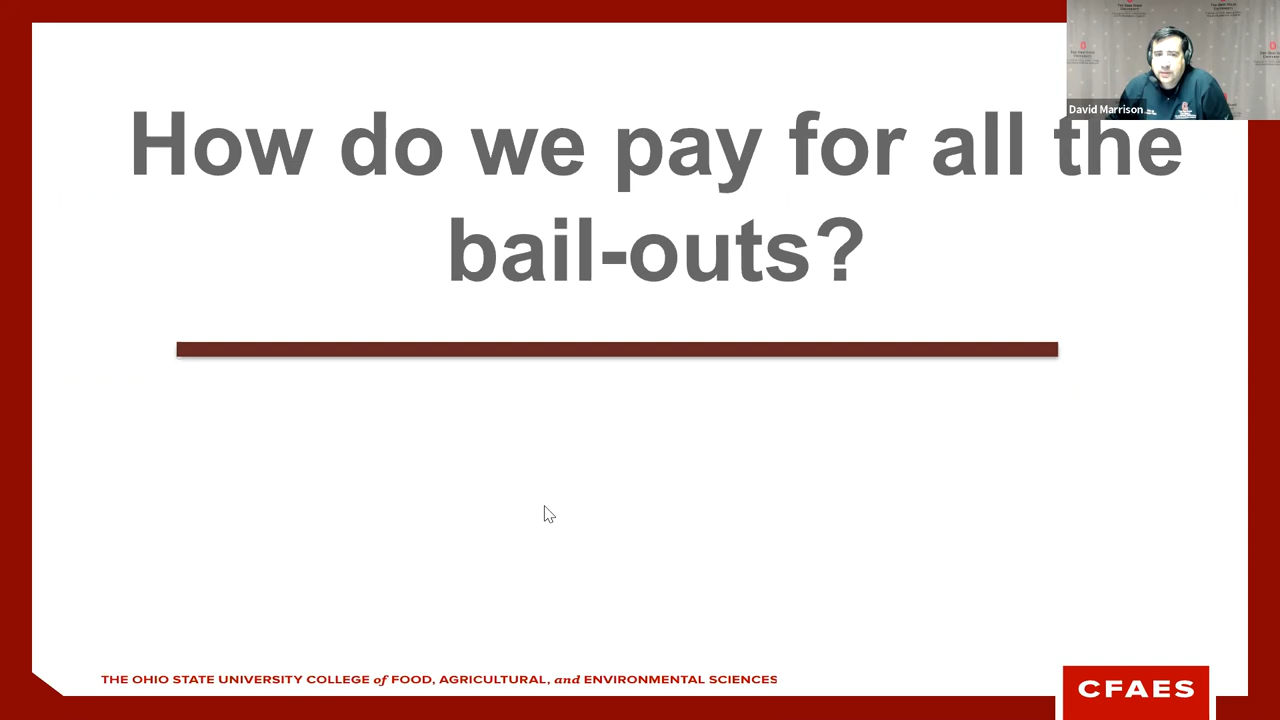 How do we pay for all the
bail-outs?
David Marrison
THE OHIO STATE UNIVERSITY COLLEGE of FOOD, AGRICULTURAL, and ENVIRONMENTAL SCIENCES
CFAES